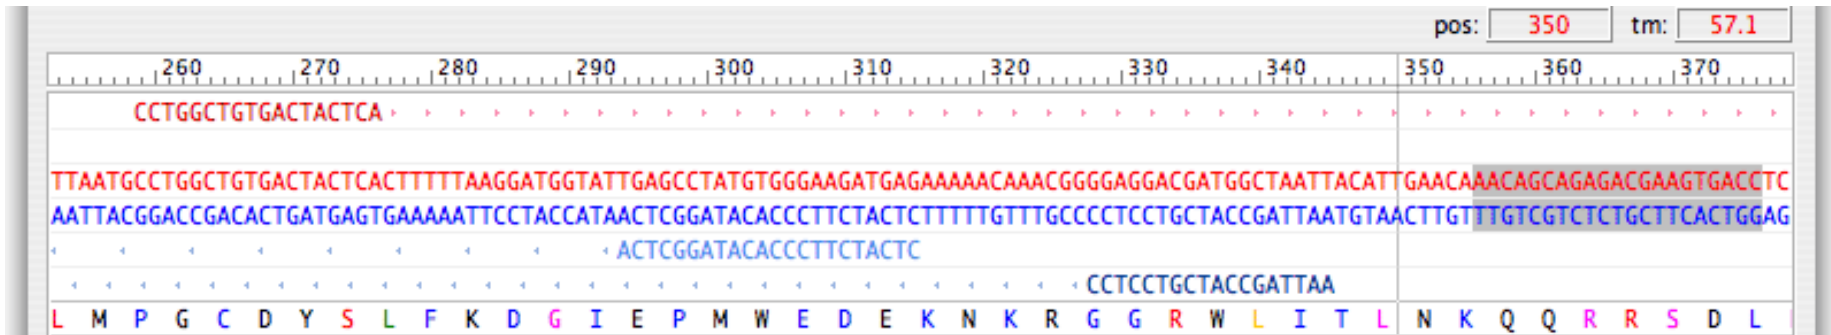 pos: 350 tm: 57.1
260 270 280 290 300 310 320 330 340 350 360 370
CCTGGCTGTGACTACTCA
TTAATGCCTGGCTGTGACTACTCACTTTTTAAGGATGGTATTGAGCCTATGTGGGAAGATGAGAAAAACAAACGGGGAGGACGATGGCTAATTACATTGAACAAACAGCAGAGACGAAGTGACCTC
AATTACGGACCGACACTGATGAGTGAAAAATTCCTACCATAACTCGGATACACCCTTCTACTCTTTTTGTTTGCCCCTCCTGCTACCGATTAATGTAACTTGTTTGTCGTCTCTGCTTCACTGGAG
ACTCGGATACACCCTTCTACTC
CCTCCTGCTACCGATTAA
L M P G C D Y S L F K D G I E P M W E D E K N K R G G R W L I T L N K Q Q R R S D L